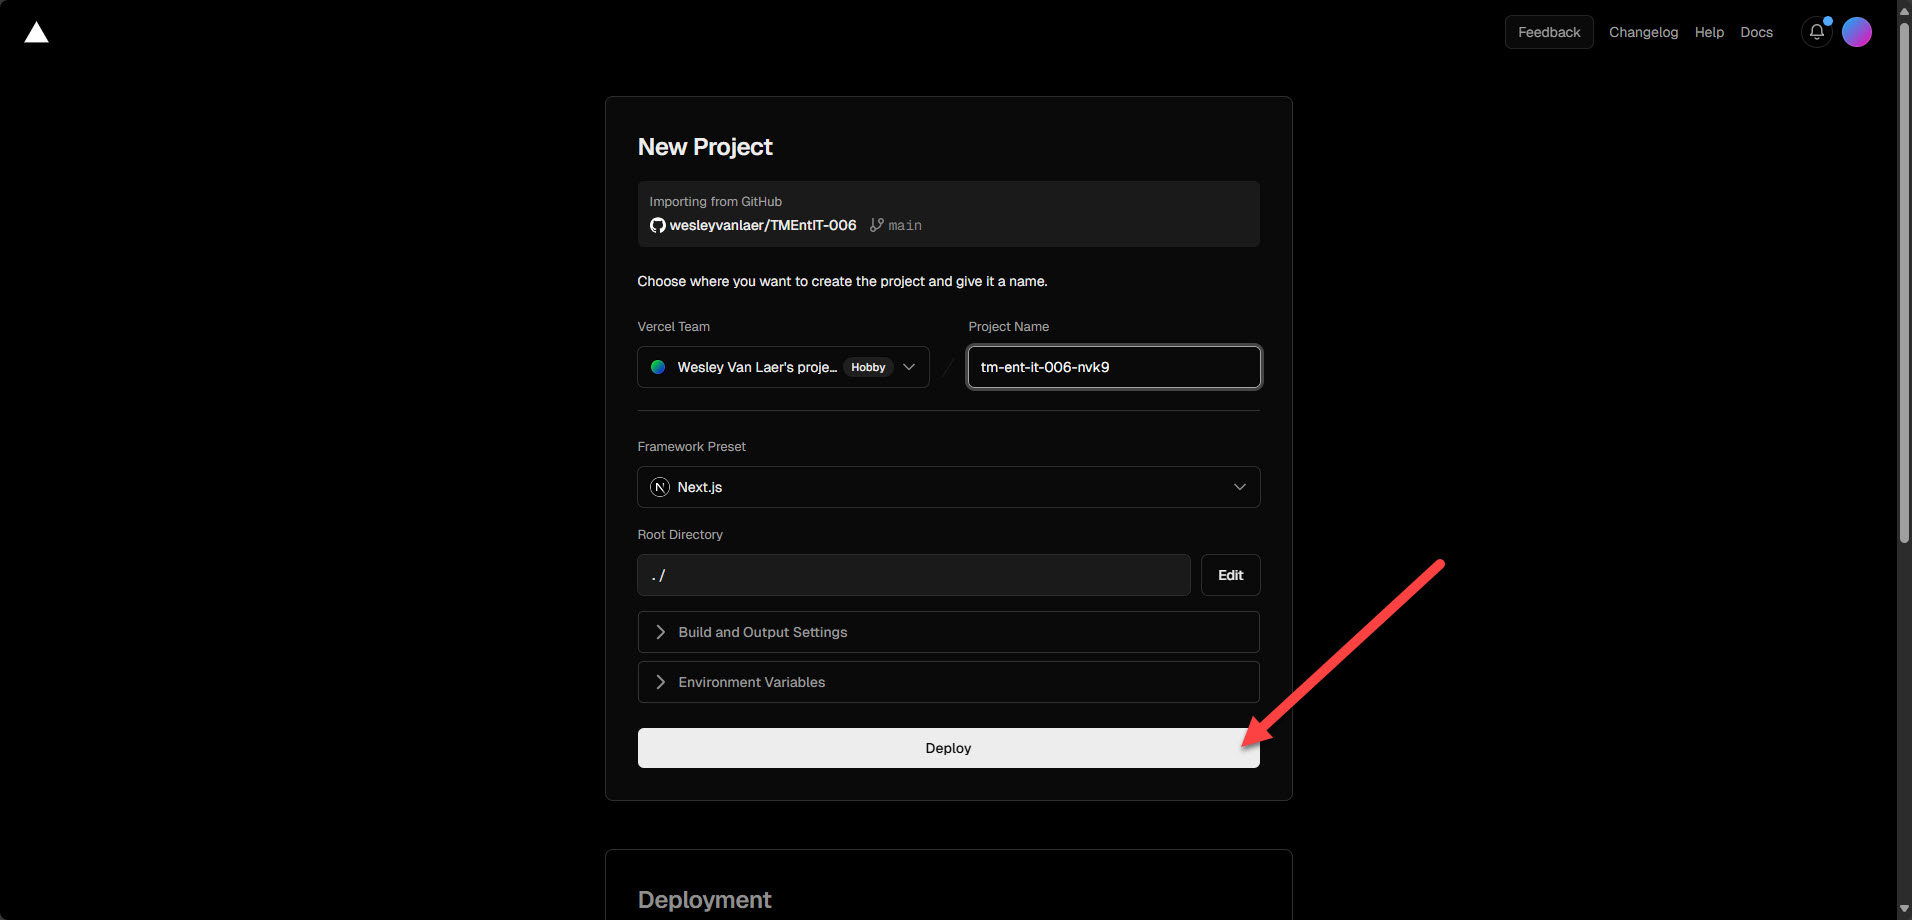 Feedback Changelog Help Docs
New Project
Importing from GitHub
wesleyvanlaer/TMEntIT-006 main
Choose where you want to create the project and give it a name.
Vercel Team Project Name
Wesley Van Laer's proje... Hobby tm-ent-it-006-nvk9
Framework Preset
N Next.js
Root Directory
./ Edit
Build and Output Settings
Environment Variables
Deploy
Deployment